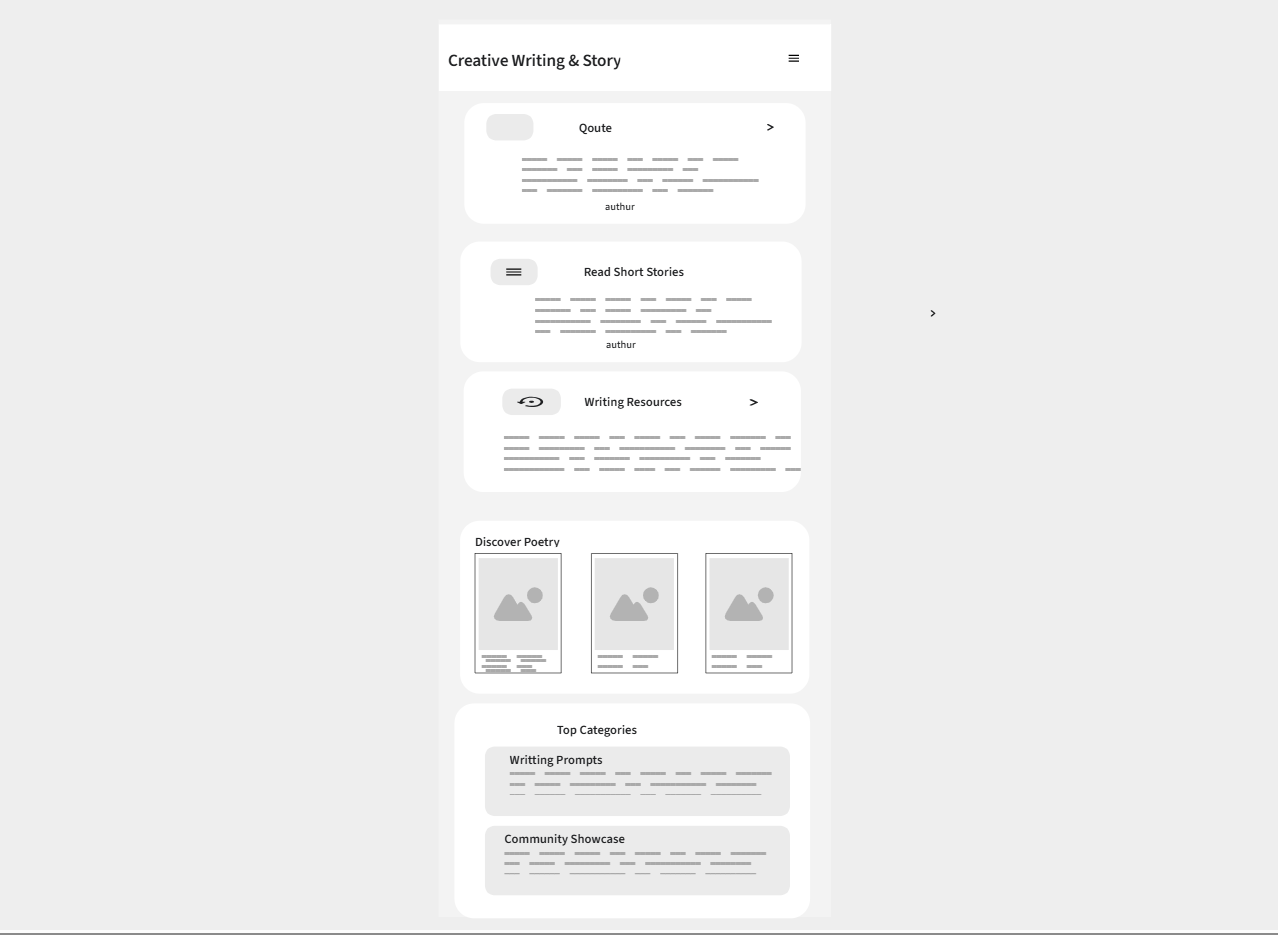 Creative Writing & Story
Qoute
>
authur
Read Short Stories
authur
>
Writing Resources
>
Discover Poetry
Top Categories
Writting Prompts
Community Showcase